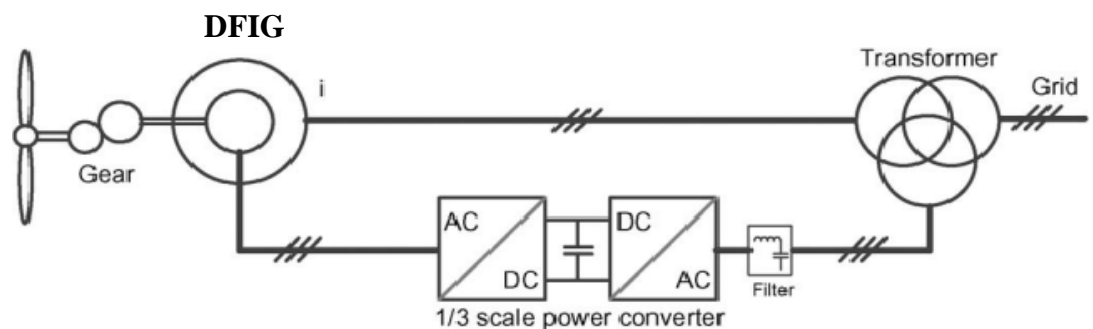 DFIG
Transformer
i
Grid
Gear
AC
DC
DC
AC
Filter
1/3 scale power converter